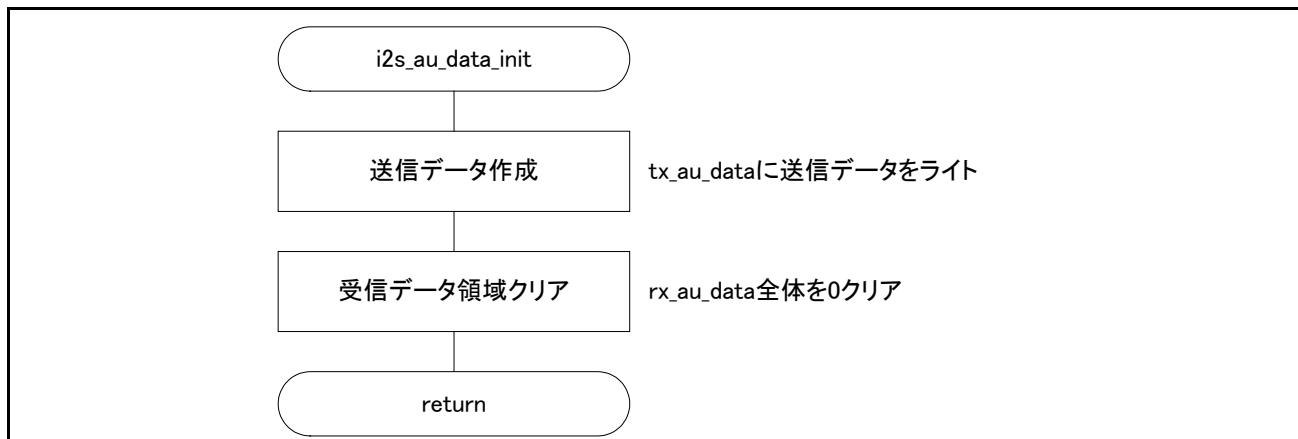 i2s_au_data_init
送信データ作成
tx_au_dataに送信データをライト
受信データ領域クリア
rx_au_data全体を0クリア
return